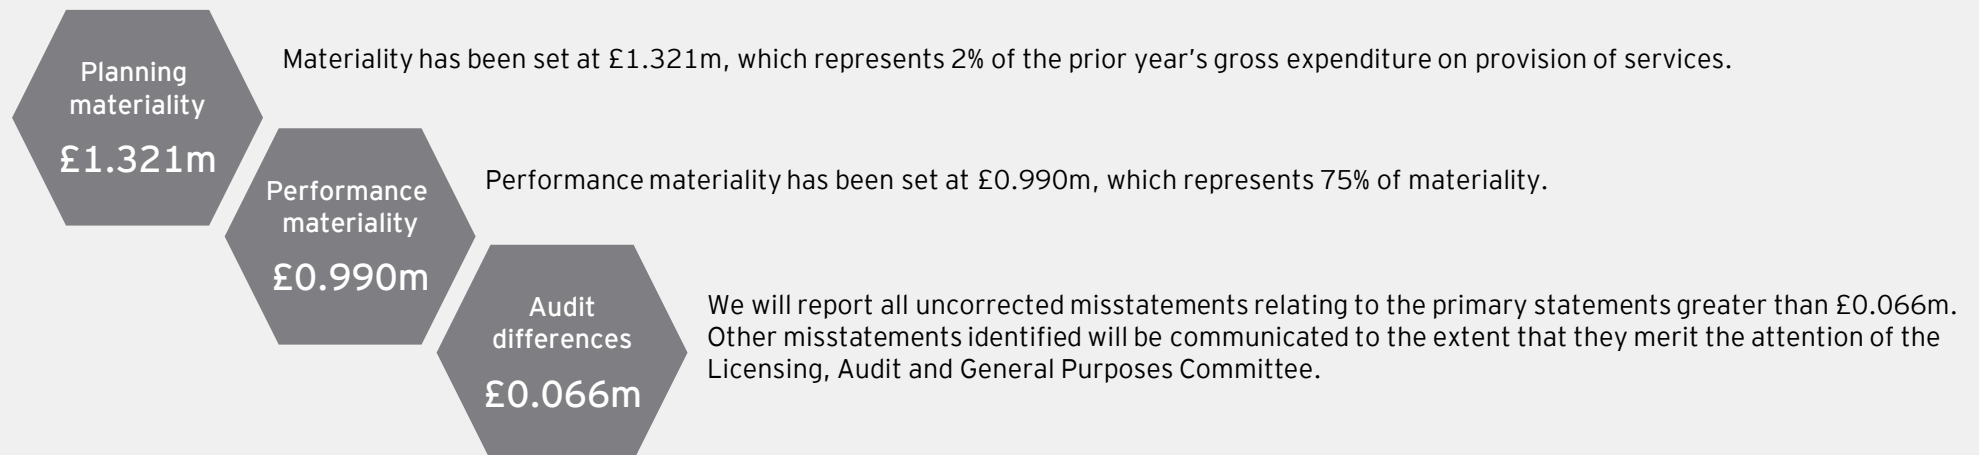 Planning
materiality
£1.321m
Materiality has been set at £1.321m, which represents 2% of the prior year’s gross expenditure on provision of services.
Performance
materiality
£0.990m
Performance materiality has been set at £0.990m, which represents 75% of materiality.
Audit
differences
£0.066m
We will report all uncorrected misstatements relating to the primary statements greater than £0.066m.
Other misstatements identified will be communicated to the extent that they merit the attention of the
Licensing, Audit and General Purposes Committee.